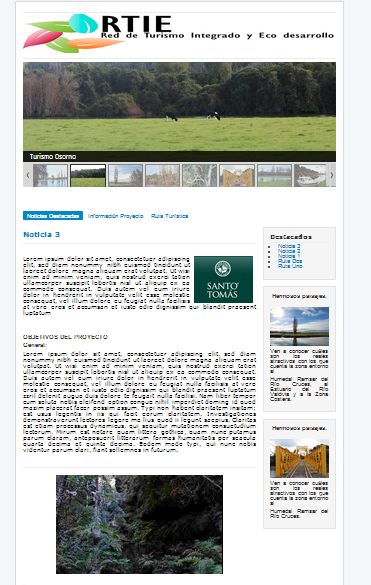 ORTIE
Red de Turismo Integrado y Eco desarrollo
Turismo Osorno
Noticias Destacadas Información Proyecto Ruta Turística
Noticia 3
Lorem ipsum dolor sit amet, consectetuer adipiscing
elit, sed diam nonummy nibh euismod tincidunt ut
laoreet dolore magna aliquam erat volutpat. Ut wisi
enim ad minim veniam, quis nostrud exerci tation
ullamcorper suscipit lobortis nisl ut aliquip ex ea
commodo consequat. Duis autem vel eum iriure
dolor in hendrerit in vulputate velit esse molestie
consequat, vel illum dolore eu feugiat nulla facilisis
at vero eros et accumsan et iusto odio dignissim qui blandit praesent
luptatum
SANTO
TOMÁS
OBJETIVOS DEL PROYECTO
General:
Lorem ipsum dolor sit amet, consectetuer adipiscing elit, sed diam
nonummy nibh euismod tincidunt ut laoreet dolore magna aliquam erat
volutpat. Ut wisi enim ad minim veniam, quis nostrud exerci tation
ullamcorper suscipit lobortis nisl ut aliquip ex ea commodo consequat.
Duis autem vel eum iriure dolor in hendrerit in vulputate velit esse
molestie consequat, vel illum dolore eu feugiat nulla facilisis at vero
eros et accumsan et iusto odio dignissim qui blandit praesent luptatum
zzril delenit augue duis dolore te feugait nulla facilisi. Nam liber tempor
cum soluta nobis eleifend option congue nihil imperdiet doming id quod
mazim placerat facer possim assum. Typi non habent claritatem insitam;
est usus legentis in iis qui facit eorum claritatem. Investigationes
demonstraverunt lectores legere me lius quod ii legunt saepius. Claritas
est etiam processus dynamicus, qui sequitur mutationem consuetudium
lectorum. Mirum est notare quam littera gothica, quam nunc putamus
parum claram, anteposuerit litterarum formas humanitatis per seacula
quarta decima et quinta decima. Eodem modo typi, qui nunc nobis
videntur parum clari, fiant sollemnes in futurum.
Destacados
Noticia 3
Noticia 2
Noticia 1
Ruta Dos
Ruta Uno
Hermosos paisajes.
Ven a conocer cuáles
son los reales
atractivos con los que
cuenta la zona entorno
al
Humedal Ramsar del
Río Cruces, al
Estuario del Río
Valdivia y a la Zona
Costera.
Hermosos paisajes.
Ven a conocer cuáles
son los reales
atractivos con los que
cuenta la zona entorno
al
Humedal Ramsar del
Río Cruces.